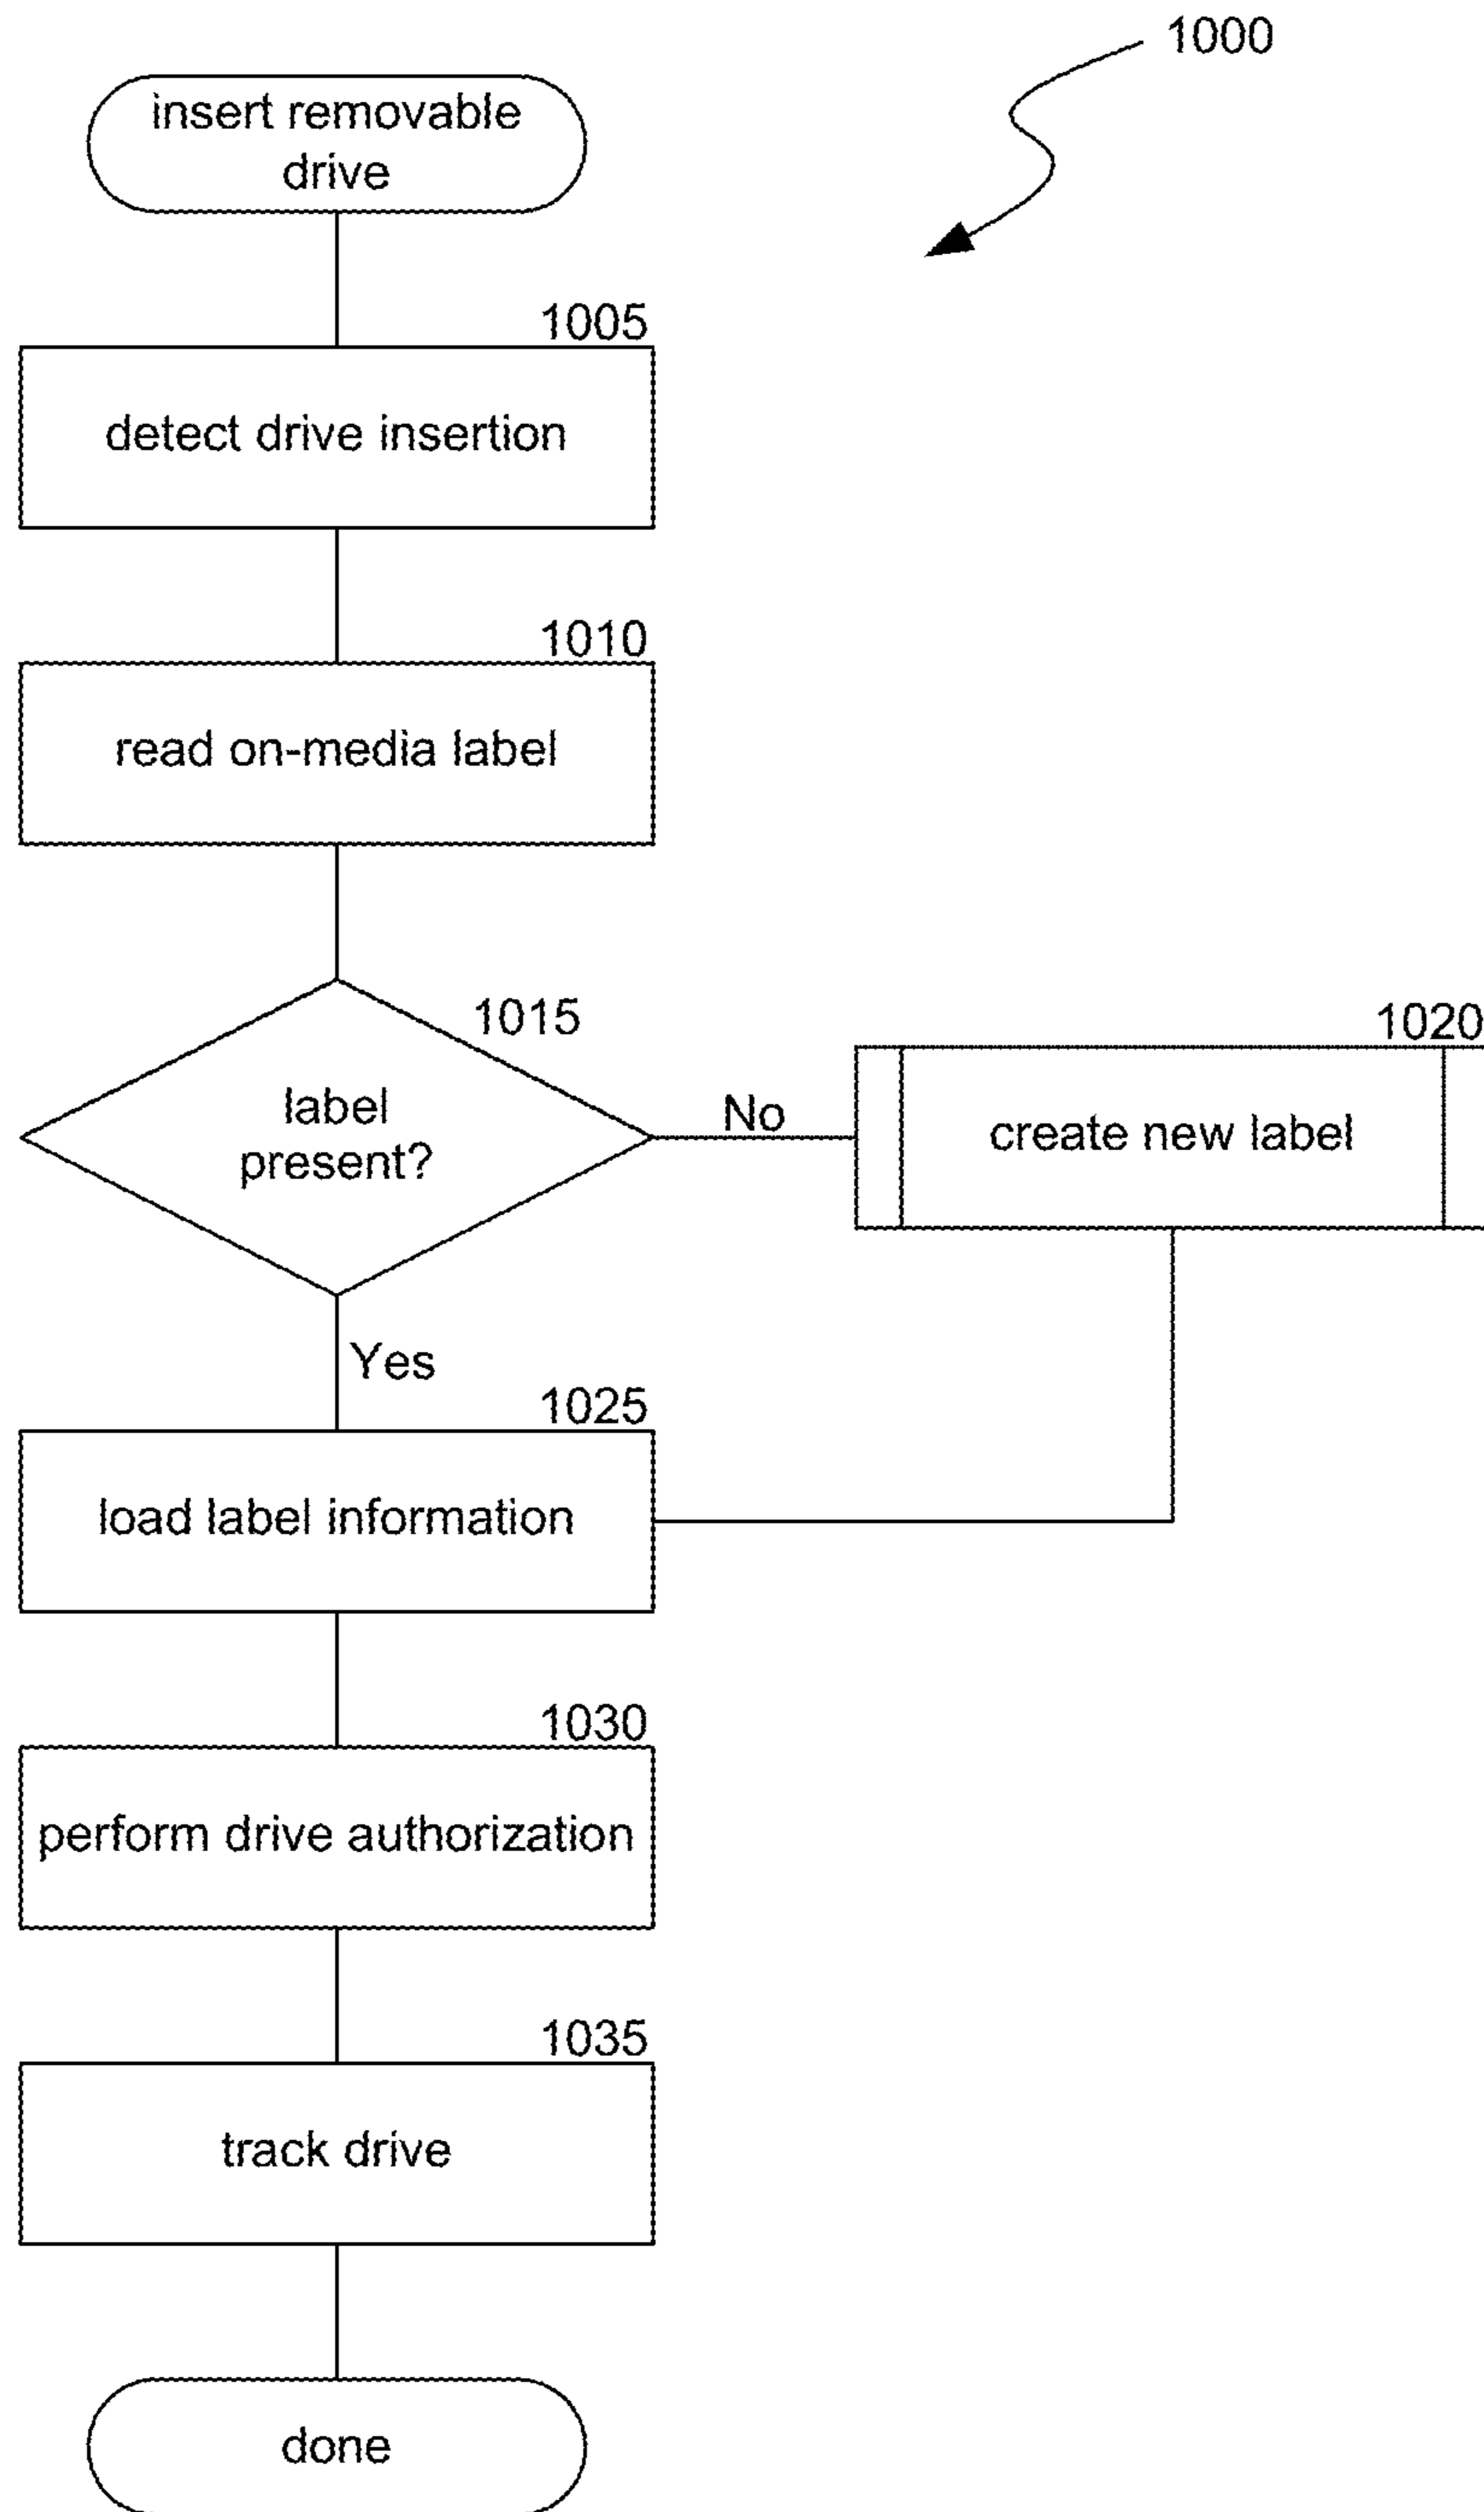 1000
insert removable
drive
1005
detect drive insertion
1010
read on-media label
1015
label
present?
No
1020
create new label
Yes
1025
load label information
1030
perform drive authorization
1035
track drive
done